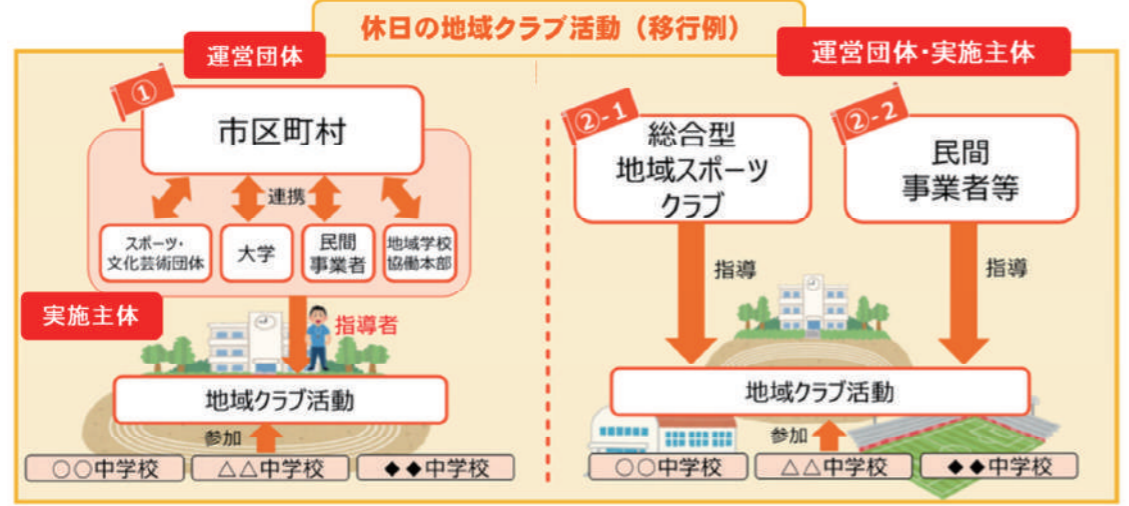 休日の地域クラブ活動（移行例）
運営団体
①
市区町村
連携
スポーツ・
文化芸術団体
大学
民間
事業者
地域学校
協働本部
実施主体
指導者
地域クラブ活動
参加
○○中学校
△△中学校
◆◆中学校
運営団体・実施主体
②-1
総合型
地域スポーツ
クラブ
②-2
民間
事業者等
指導
指導
地域クラブ活動
参加
○○中学校
△△中学校
◆◆中学校